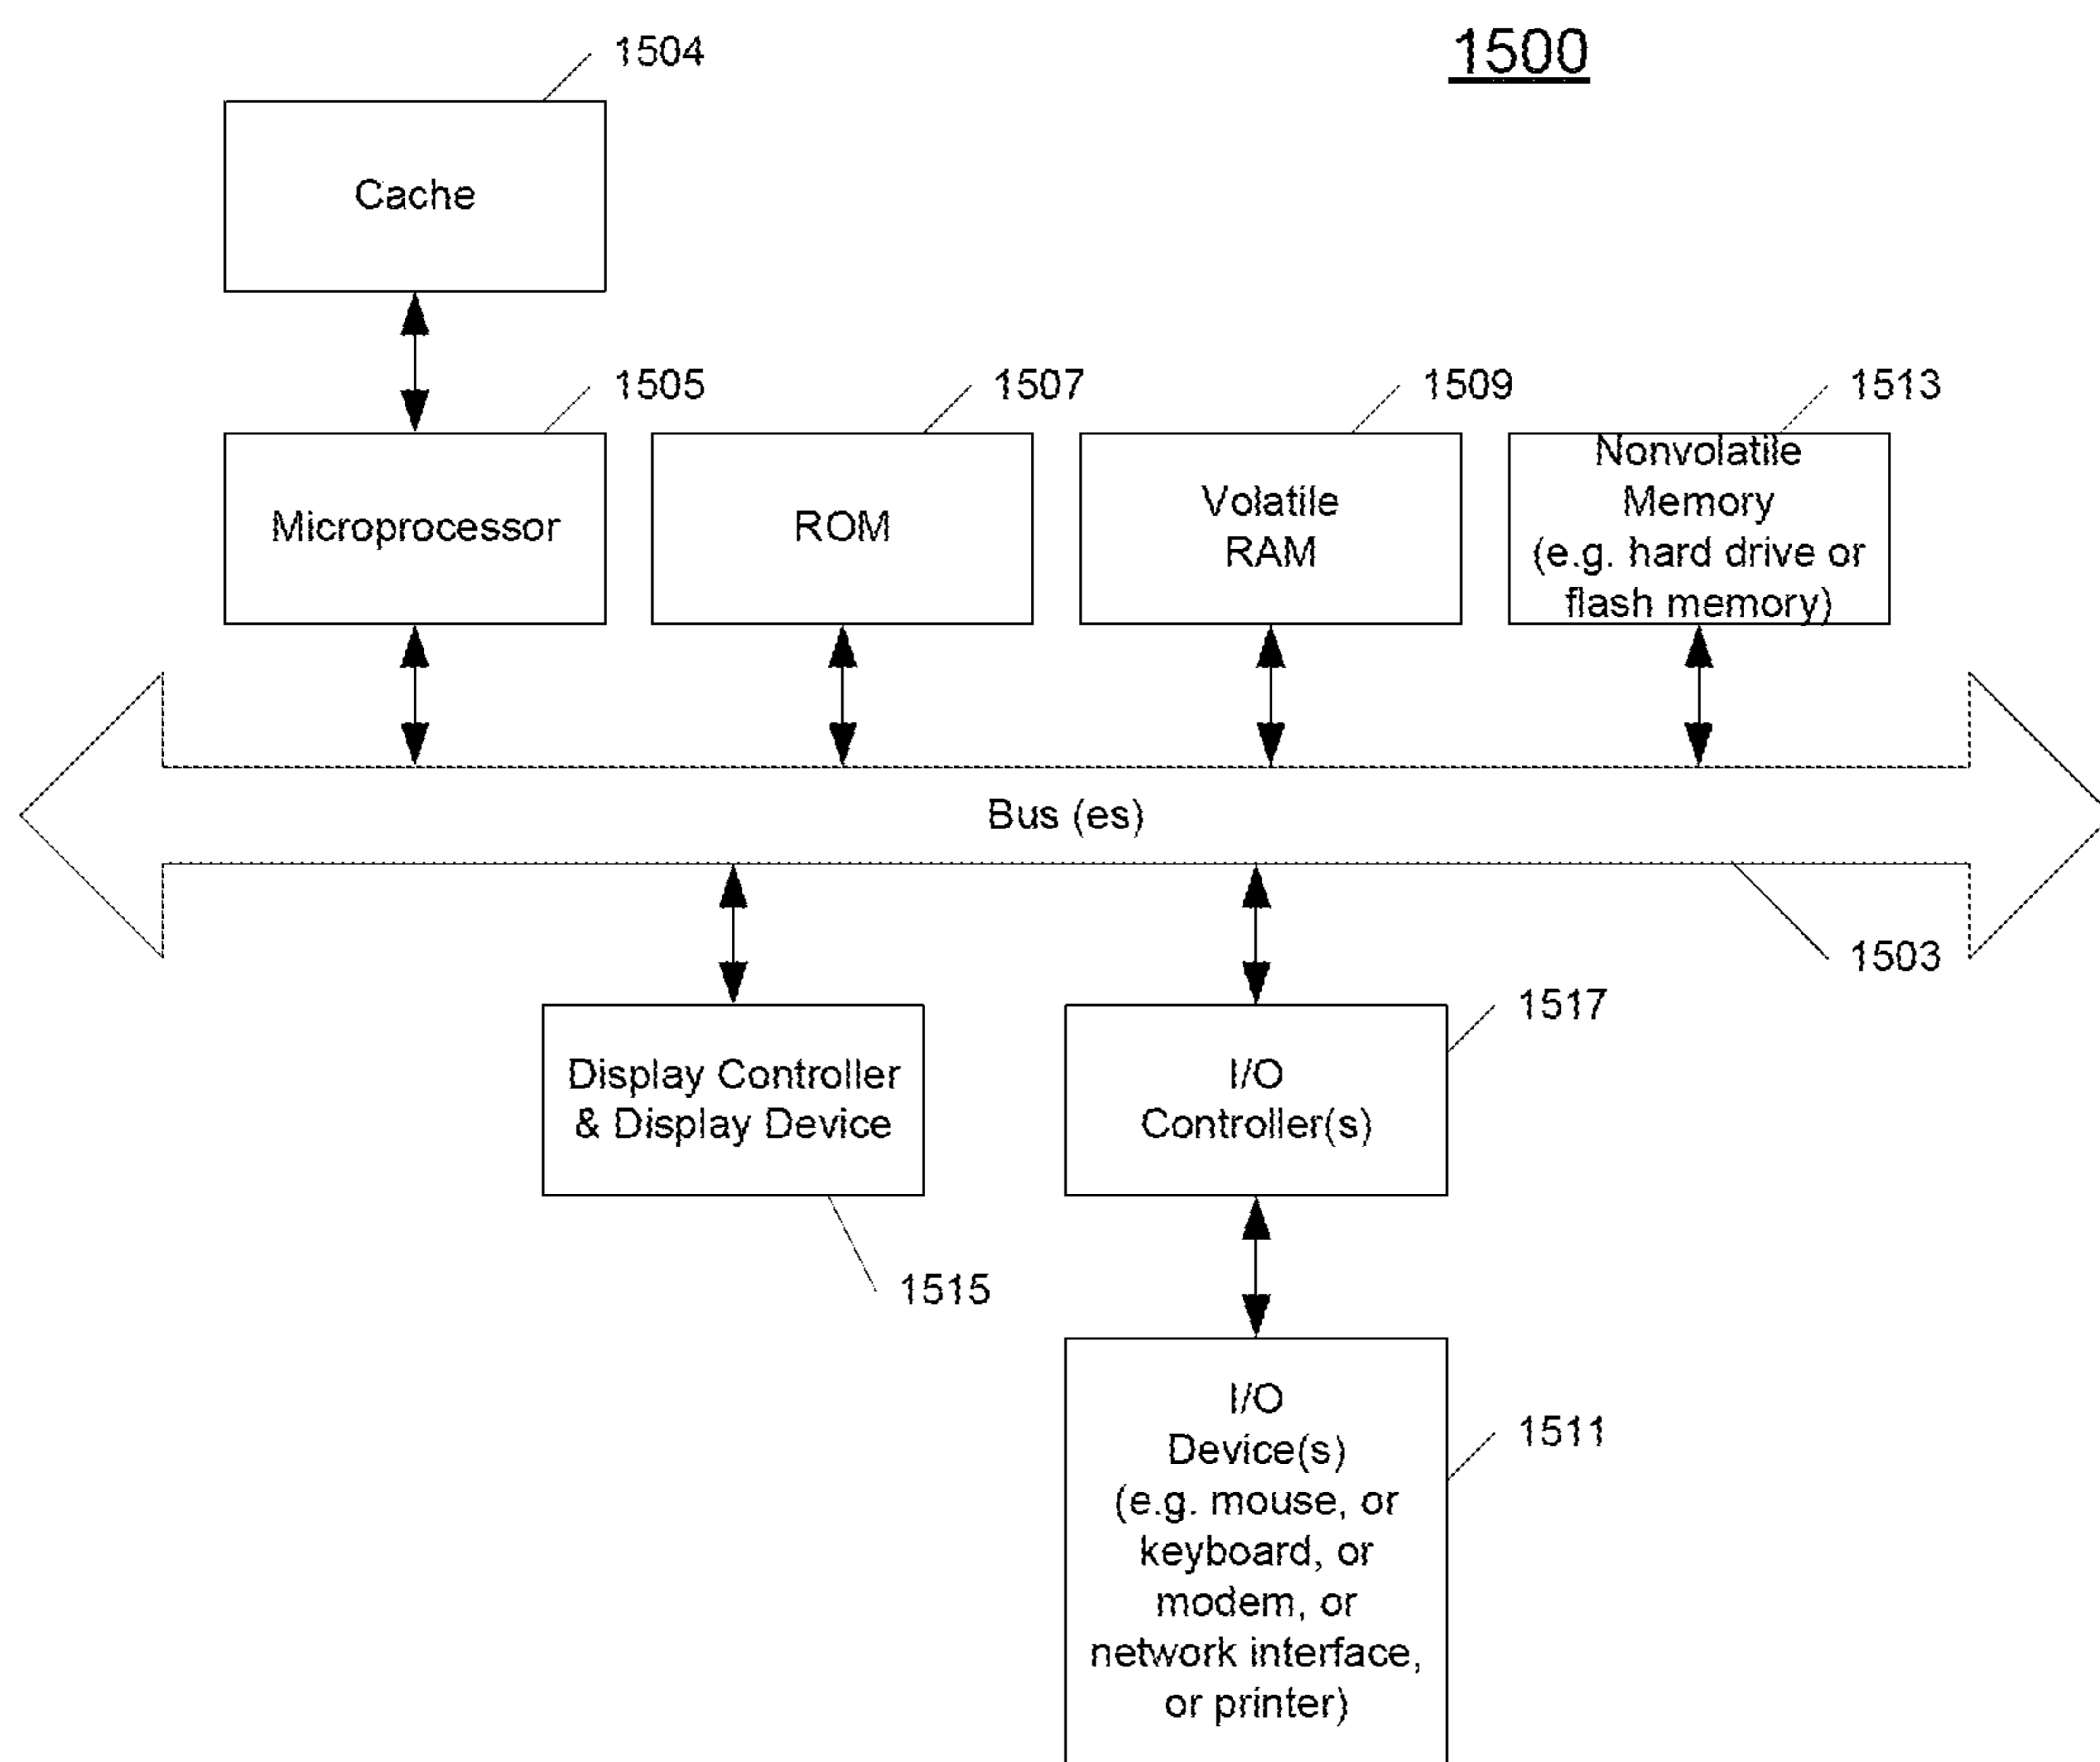 1504
1500
Cache
1505
1507
1509
1513
Microprocessor
ROM
Volatile
RAM
Nonvolatile
Memory
(e.g. hard drive or
flash memory)
Bus (es)
1503
Display Controller
& Display Device
1515
I/O
Controller(s)
1517
I/O
Device(s)
(e.g. mouse, or
keyboard, or
modem, or
network interface,
or printer)
1511